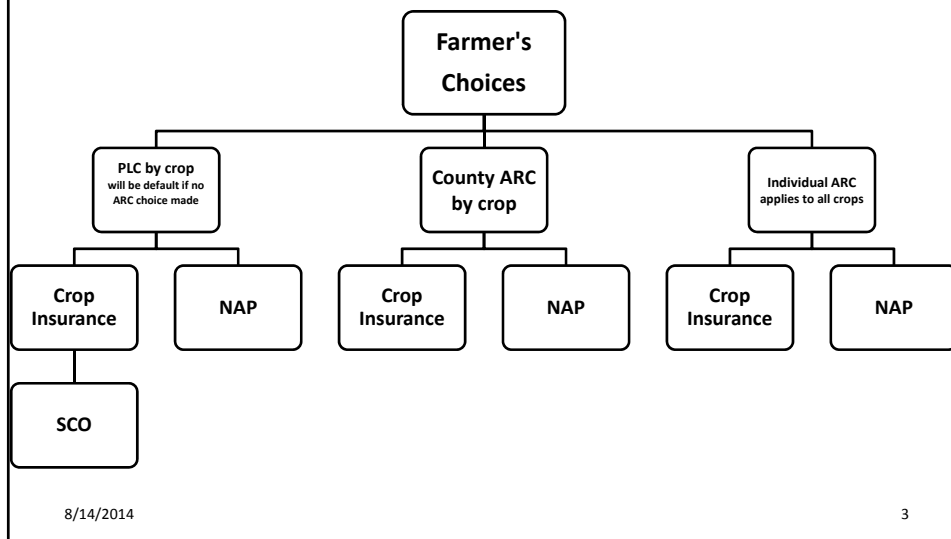 Farmer's
Choices
PLC by crop
will be default if no
ARC choice made
County ARC
by crop
Individual ARC
applies to all crops
Crop
Insurance
NAP
Crop
Insurance
NAP
Crop
Insurance
NAP
SCO
8/14/2014
3